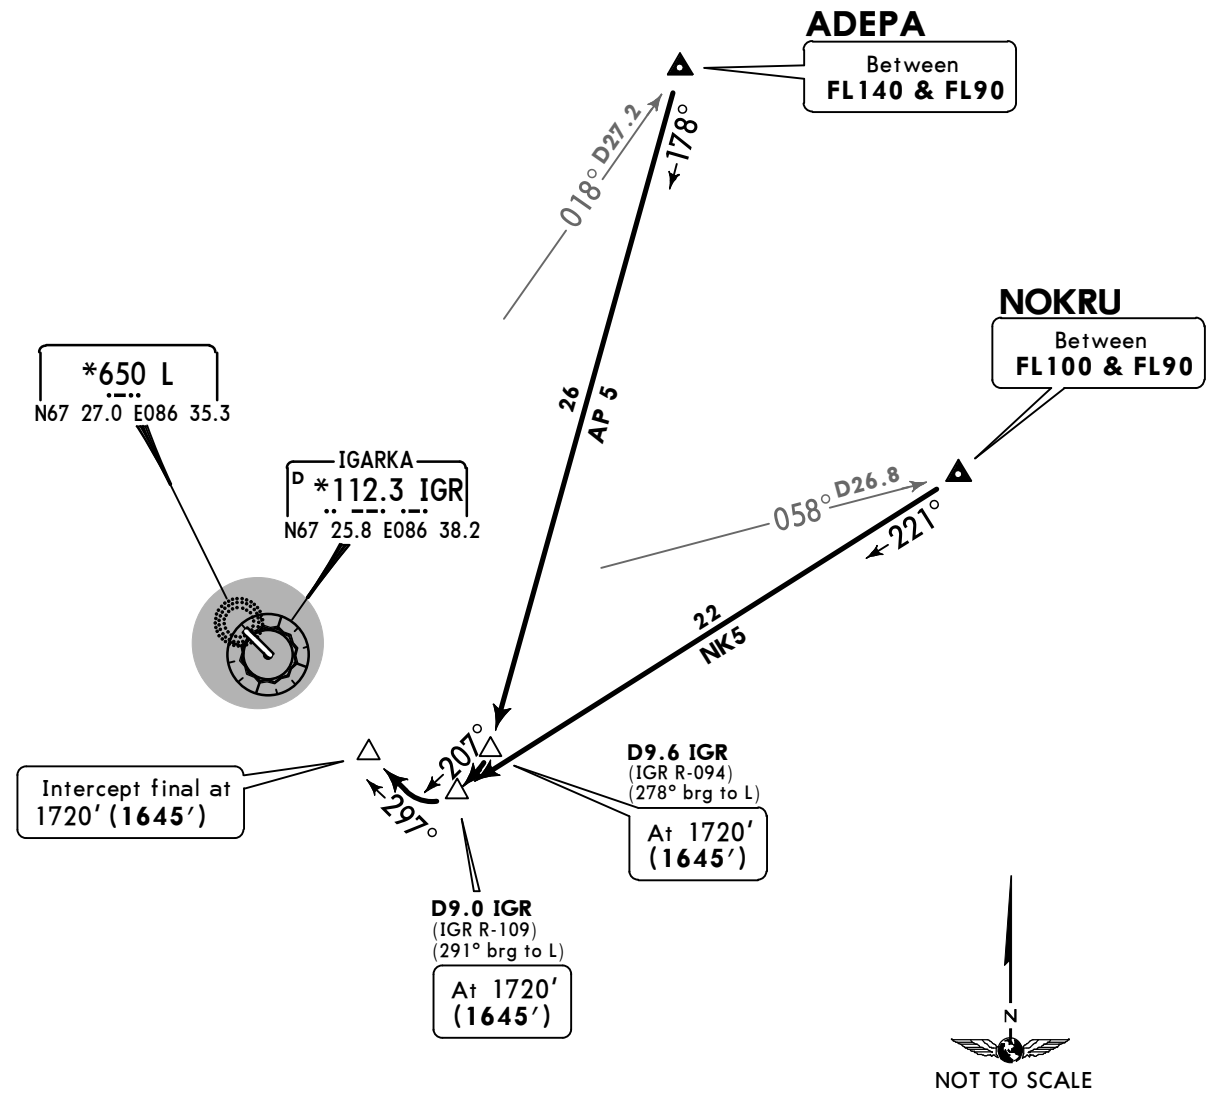 ADEPA
Between
FL140 & FL90
018° D27.2
178°
NOKRU
Between
FL100 & FL90
*650 L
N67 27.0 E086 35.3
26
AP 5
IGARKA
D *112.3 IGR
N67 25.8 E086 38.2
058° D26.8
221°
22
NK5
207°
297°
Intercept final at
1720' (1645')
D9.6 IGR
(IGR R-094)
(278° brg to L)
At 1720'
(1645')
D9.0 IGR
(IGR R-109)
(291° brg to L)
At 1720'
(1645')
N
NOT TO SCALE